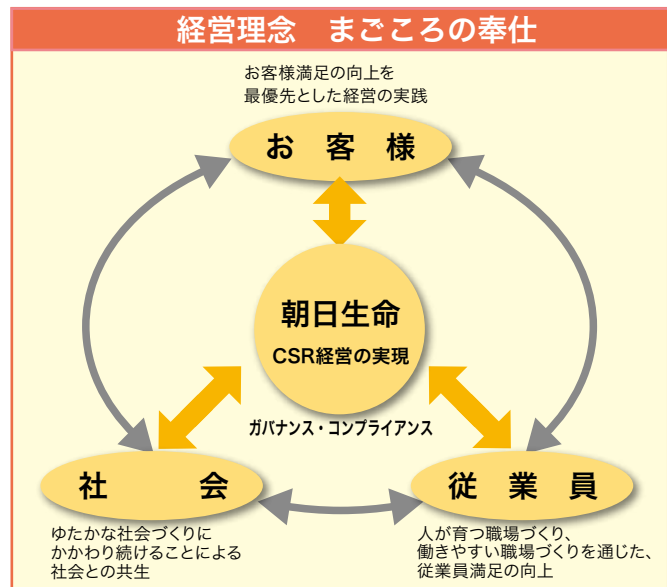 経営理念　まごころの奉仕
お客様満足の向上を
最優先とした経営の実践
お　客　様
朝日生命
CSR経営の実現
ガバナンス・コンプライアンス
社　　会
ゆたかな社会づくりに
かかわり続けることによる
社会との共生
従　業　員
人が育つ職場づくり、
働きやすい職場づくりを通じた、
従業員満足の向上